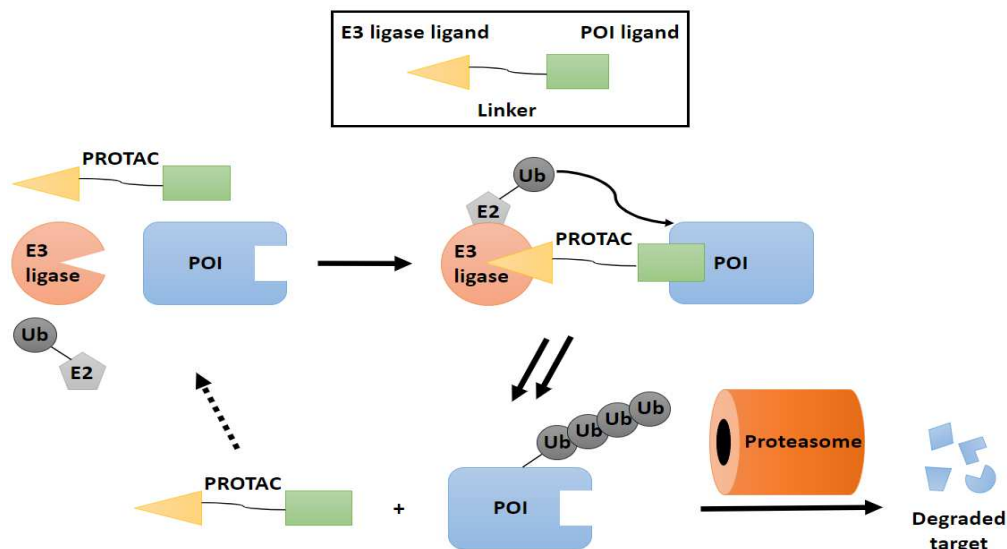 E3 ligase ligand POI ligand
Linker
PROTAC
E3
ligase
POI
Ub
E2
Ub
E2
PROTAC
E3
ligase
POI
Ub Ub Ub Ub
POI
PROTAC
+
Proteasome
Degraded
target